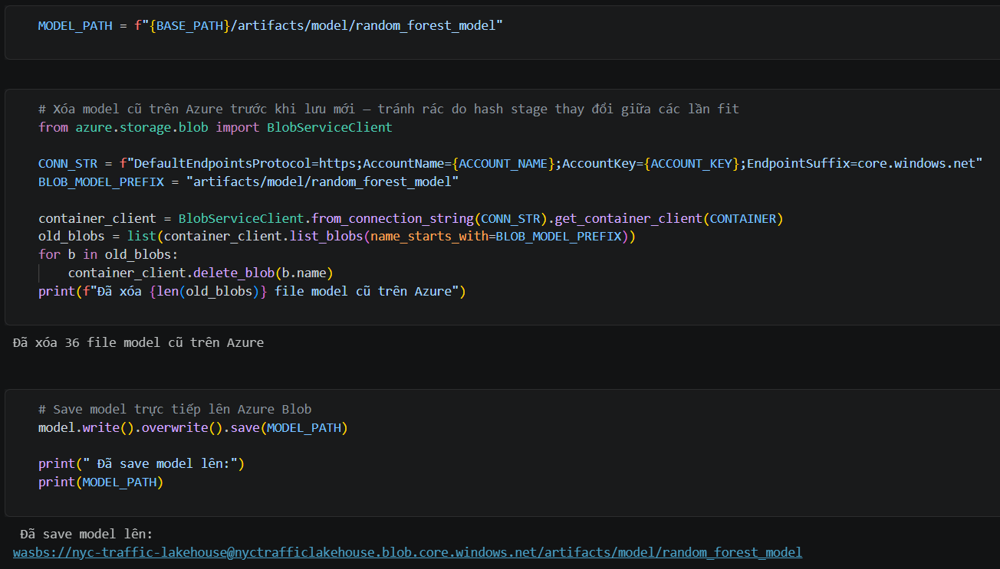 MODEL_PATH = f"{BASE_PATH}/artifacts/model/random_forest_model"
# Xóa model cũ trên Azure trước khi lưu mới — tránh rác do hash stage thay đổi giữa các lần fit
from azure.storage.blob import BlobServiceClient
CONN_STR = f"DefaultEndpointsProtocol=https;AccountName={ACCOUNT_NAME};AccountKey={ACCOUNT_KEY};EndpointSuffix=core.windows.net"
BLOB_MODEL_PREFIX = "artifacts/model/random_forest_model"
container_client = BlobServiceClient.from_connection_string(CONN_STR).get_container_client(CONTAINER)
old_blobs = list(container_client.list_blobs(name_starts_with=BLOB_MODEL_PREFIX))
for b in old_blobs:
    container_client.delete_blob(b.name)
print(f"Đã xóa {len(old_blobs)} file model cũ trên Azure")
Đã xóa 36 file model cũ trên Azure
# Save model trực tiếp lên Azure Blob
model.write().overwrite().save(MODEL_PATH)
print(" Đã save model lên:")
print(MODEL_PATH)
Đã save model lên:
wasbs://nyc-traffic-lakehouse@nyctrafficlakehouse.blob.core.windows.net/artifacts/model/random_forest_model